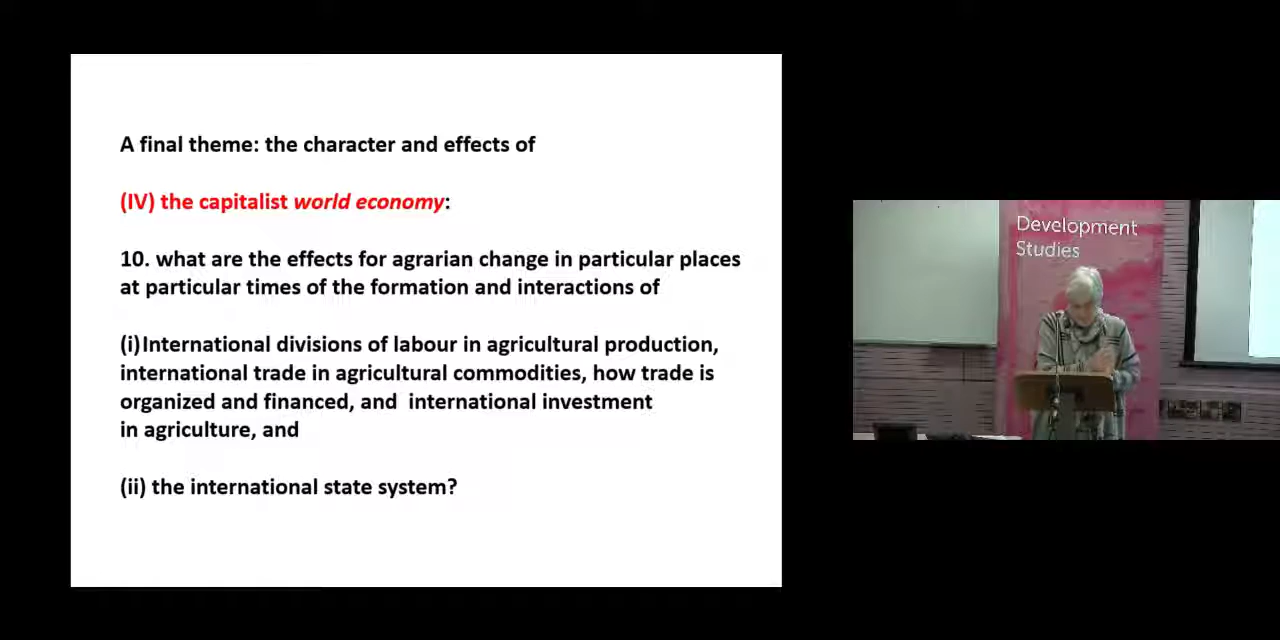 A final theme: the character and effects of
(IV) the capitalist world economy:
10. what are the effects for agrarian change in particular places
at particular times of the formation and interactions of
(i)International divisions of labour in agricultural production,
international trade in agricultural commodities, how trade is
organized and financed, and international investment
in agriculture, and
(ii) the international state system?
Development
Studies